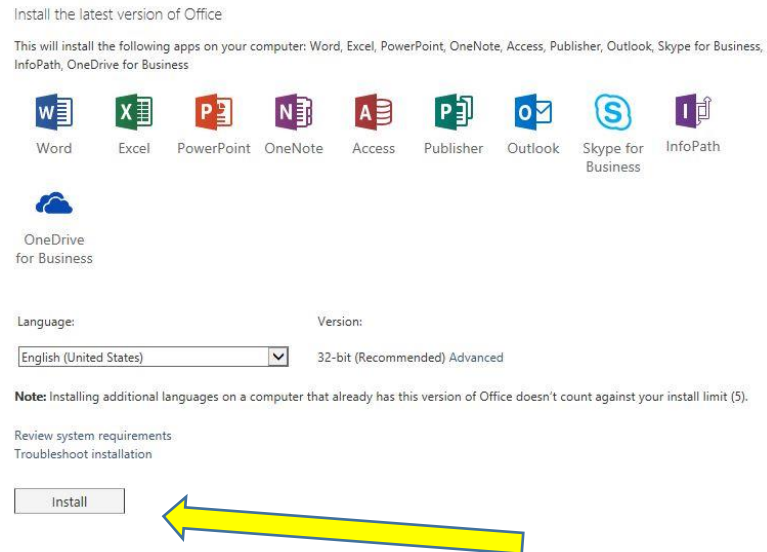 Install the latest version of Office
This will install the following apps on your computer: Word, Excel, PowerPoint, OneNote, Access, Publisher, Outlook, Skype for Business,
InfoPath, OneDrive for Business
W X P N A P O S I
Word Excel PowerPoint OneNote Access Publisher Outlook Skype for Business InfoPath
OneDrive
for Business
Language: Version:
English (United States) 32-bit (Recommended) Advanced
Note: Installing additional languages on a computer that already has this version of Office doesn't count against your install limit (5).
Review system requirements
Troubleshoot installation
Install